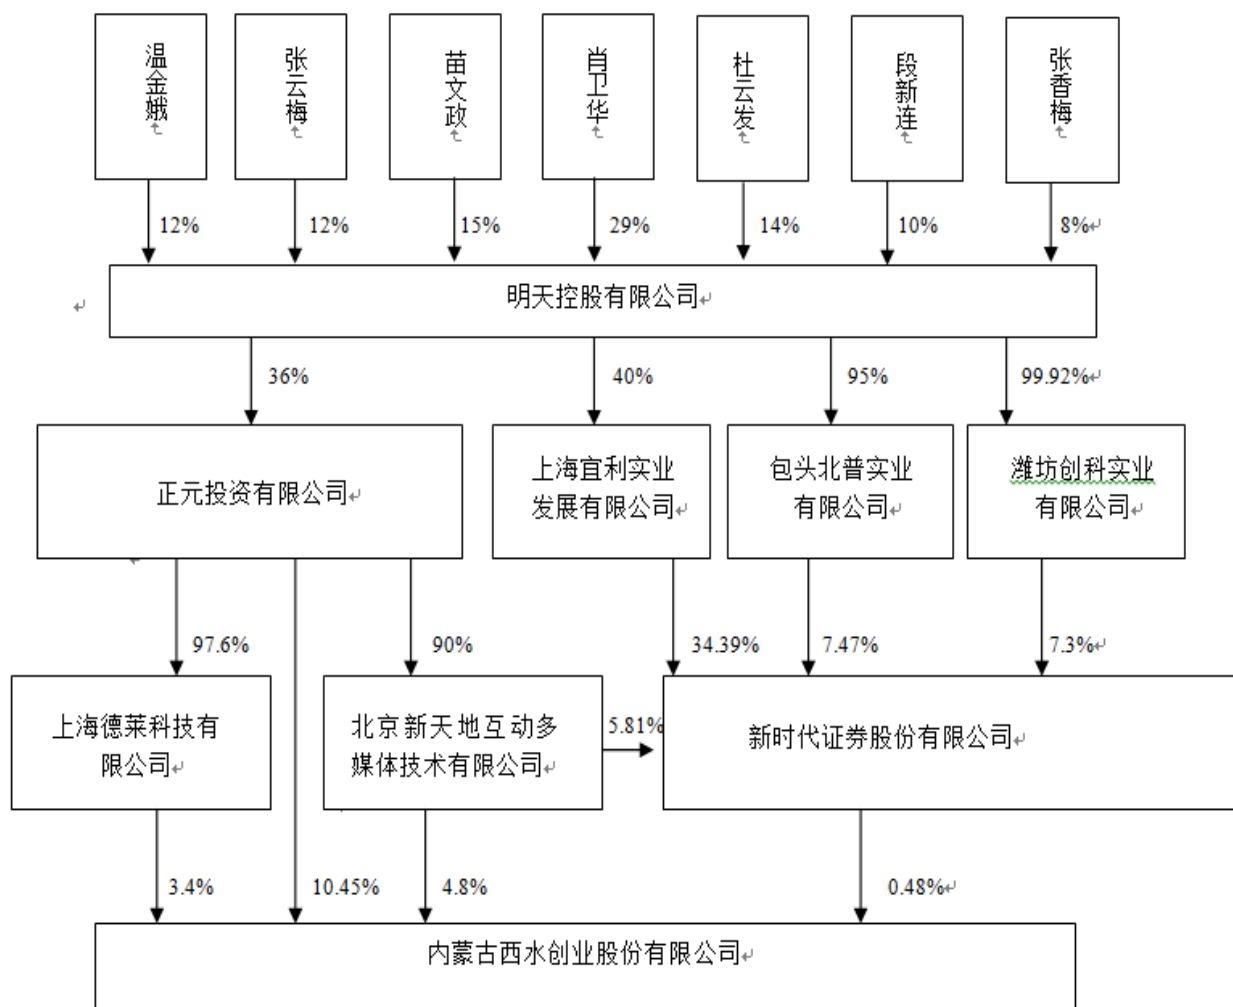 温金娥
张云梅
苗文政
肖卫华
杜云发
段新连
张香梅
12%
12%
15%
29%
14%
10%
8%
明天控股有限公司
36%
40%
95%
99.92%
正元投资有限公司
上海宜利实业
发展有限公司
包头北普实业
有限公司
潍坊创科实业
有限公司
97.6%
90%
34.39%
7.47%
7.3%
上海德莱科技有
限公司
北京新天地互动多
媒体技术有限公司
5.81%
新时代证券股份有限公司
3.4%
10.45%
4.8%
0.48%
内蒙古西水创业股份有限公司